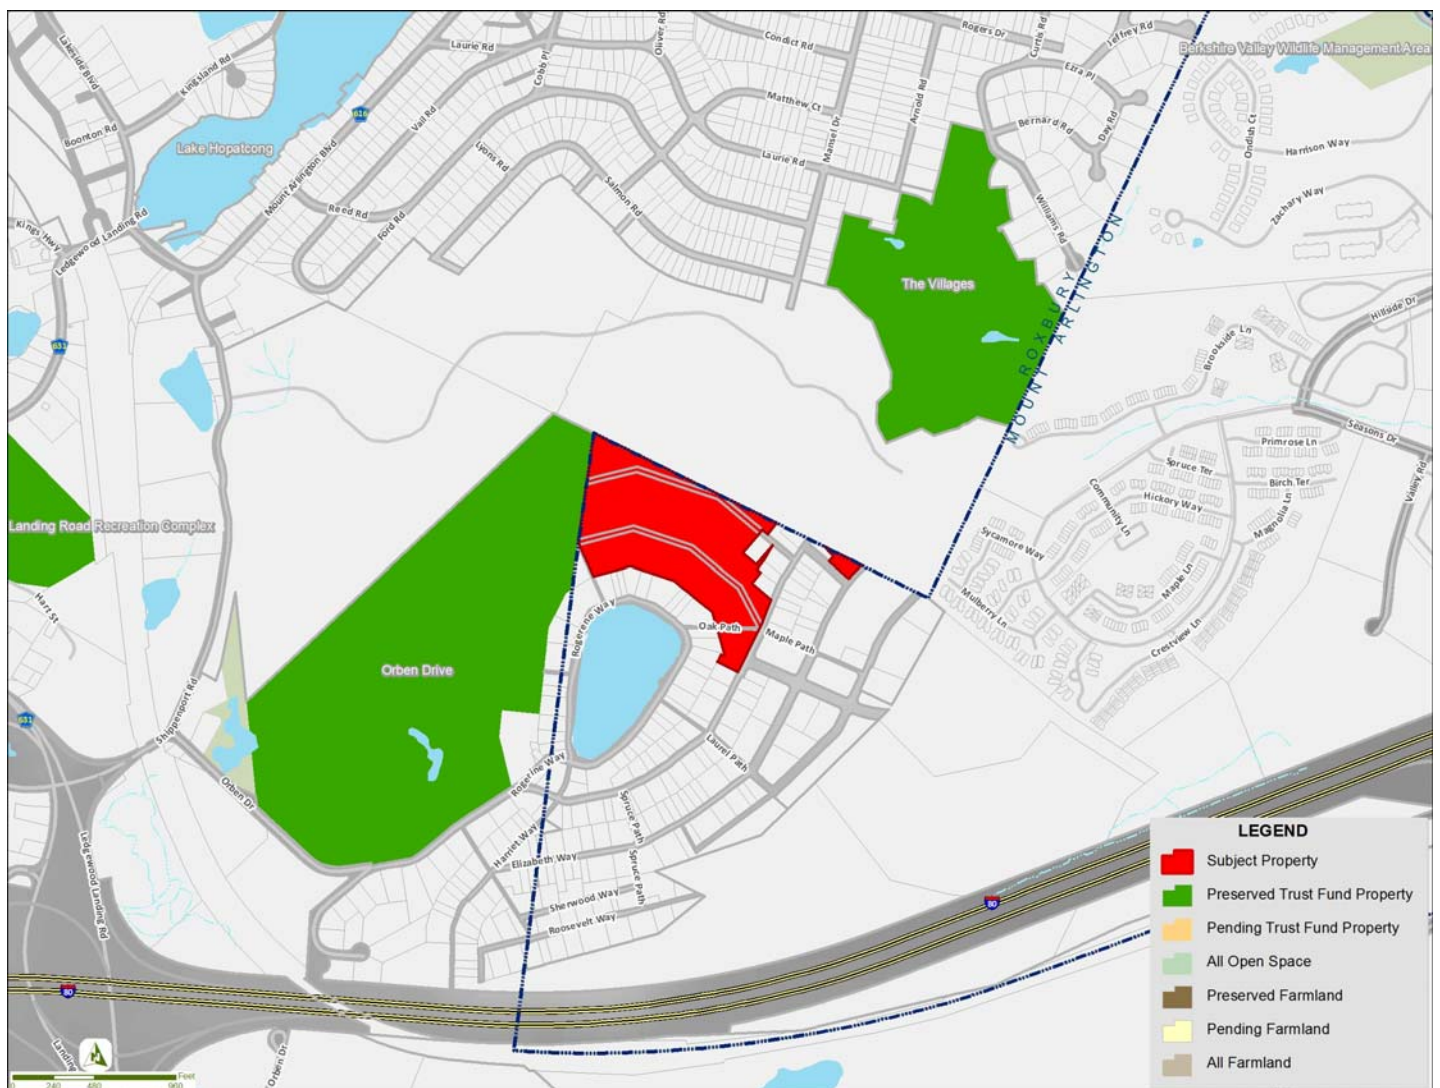 Lakeside Blvd
Kingsland Rd
Laurie Rd
Cobb Pl
Oliver Rd
Condict Rd
Rogers Dr
Curtis Rd
Jeffrey Rd
Berkshire Valley Wildlife Management Area
Ezra Pl
Boonton Rd
616
Vail Rd
Matthew Ct
Arnold Rd
Bernard Rd
Day Rd
Ondish Ct
Lake Hopatcong
Mount Arlington Blvd
Lyons Rd
Laurie Rd
Mansel Dr
Harrison Way
Zachary Way
Kings Hwy
Ledgewood Landing Rd
Reed Rd
Ford Rd
Salmon Rd
Williams Rd
The Villages
ROXBURY
MOUNT ARLINGTON
Hillside Dr
Brookside Ln
631
Seasons Dr
Primrose Ln
Spruce Ter
Birch Ter
Valley Rd
Community Ln
Hickory Way
Magnolia Ln
Landing Road Recreation Complex
Sycamore Way
Maple Ln
Mulberry Ln
Crestview Ln
Hart St
Rogerene Way
Oak Path
Maple Path
Orben Drive
631
Shippenport Rd
Laurel Path
Rogerine Way
Orben Dr
Spruce Path
Harriet Way
Elizabeth Way
Spruce Path
Ledgewood Landing Rd
Sherwood Way
Roosevelt Way
80
80
Orben Dr
LEGEND
Subject Property
Preserved Trust Fund Property
Pending Trust Fund Property
All Open Space
Preserved Farmland
Pending Farmland
All Farmland
Feet
0 240 480 900